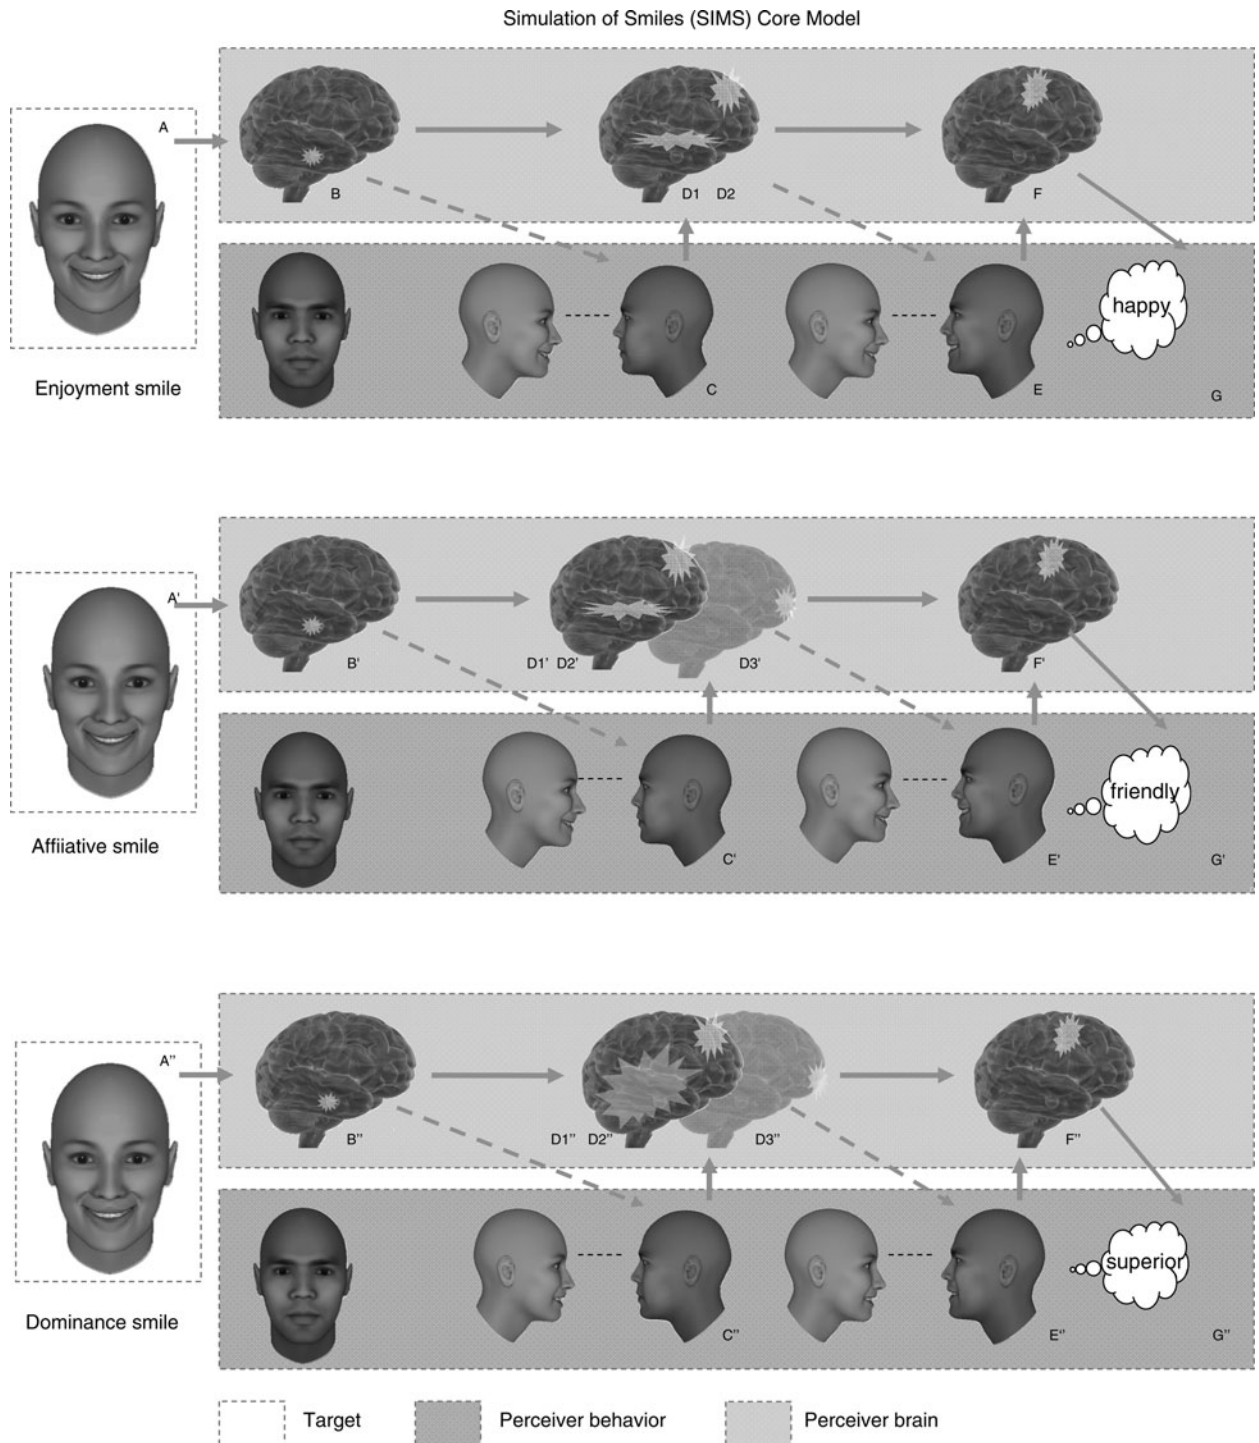 Simulation of Smiles (SIMS) Core Model
A
B
D1 D2
F
C
E
happy
G
Enjoyment smile
A'
B'
D1' D2'
D3'
F'
C'
E'
friendly
G'
Affiiative smile
A''
B''
D1'' D2''
D3''
F''
C''
E''
superior
G''
Dominance smile
Target
Perceiver behavior
Perceiver brain